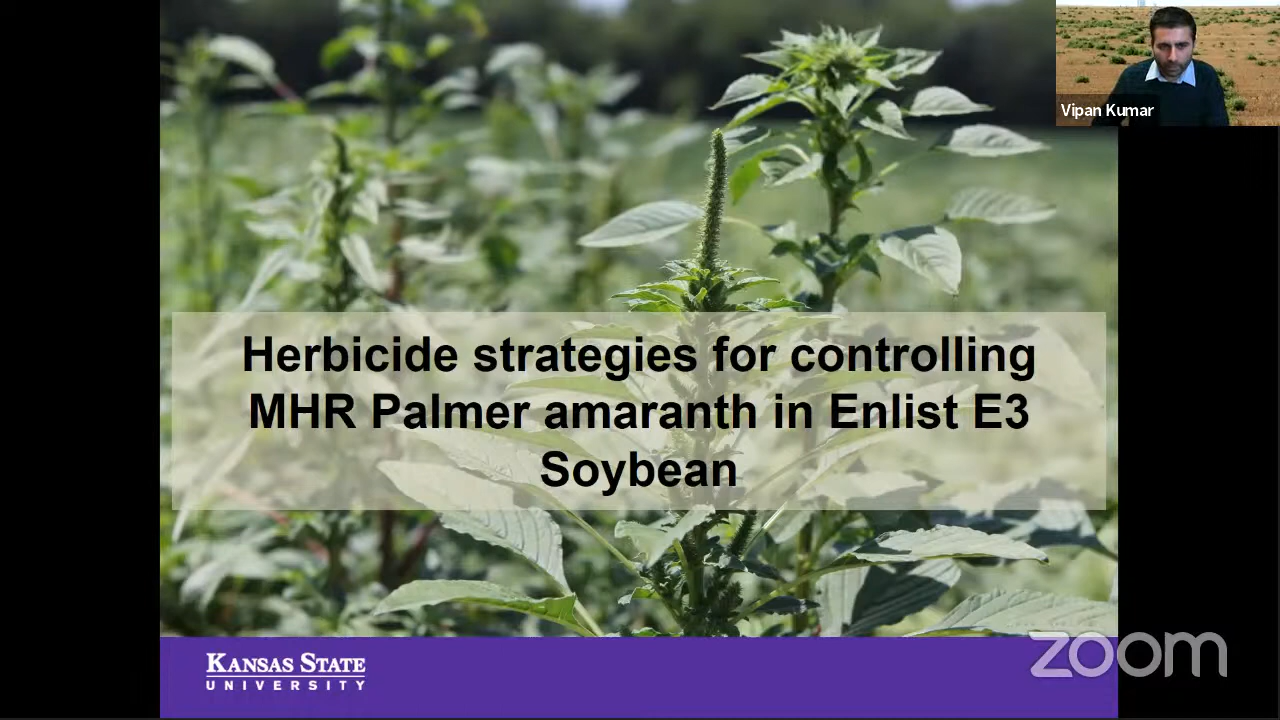 Vipan Kumar
Herbicide strategies for controlling
MHR Palmer amaranth in Enlist E3
Soybean
KANSAS STATE
UNIVERSITY
zoom